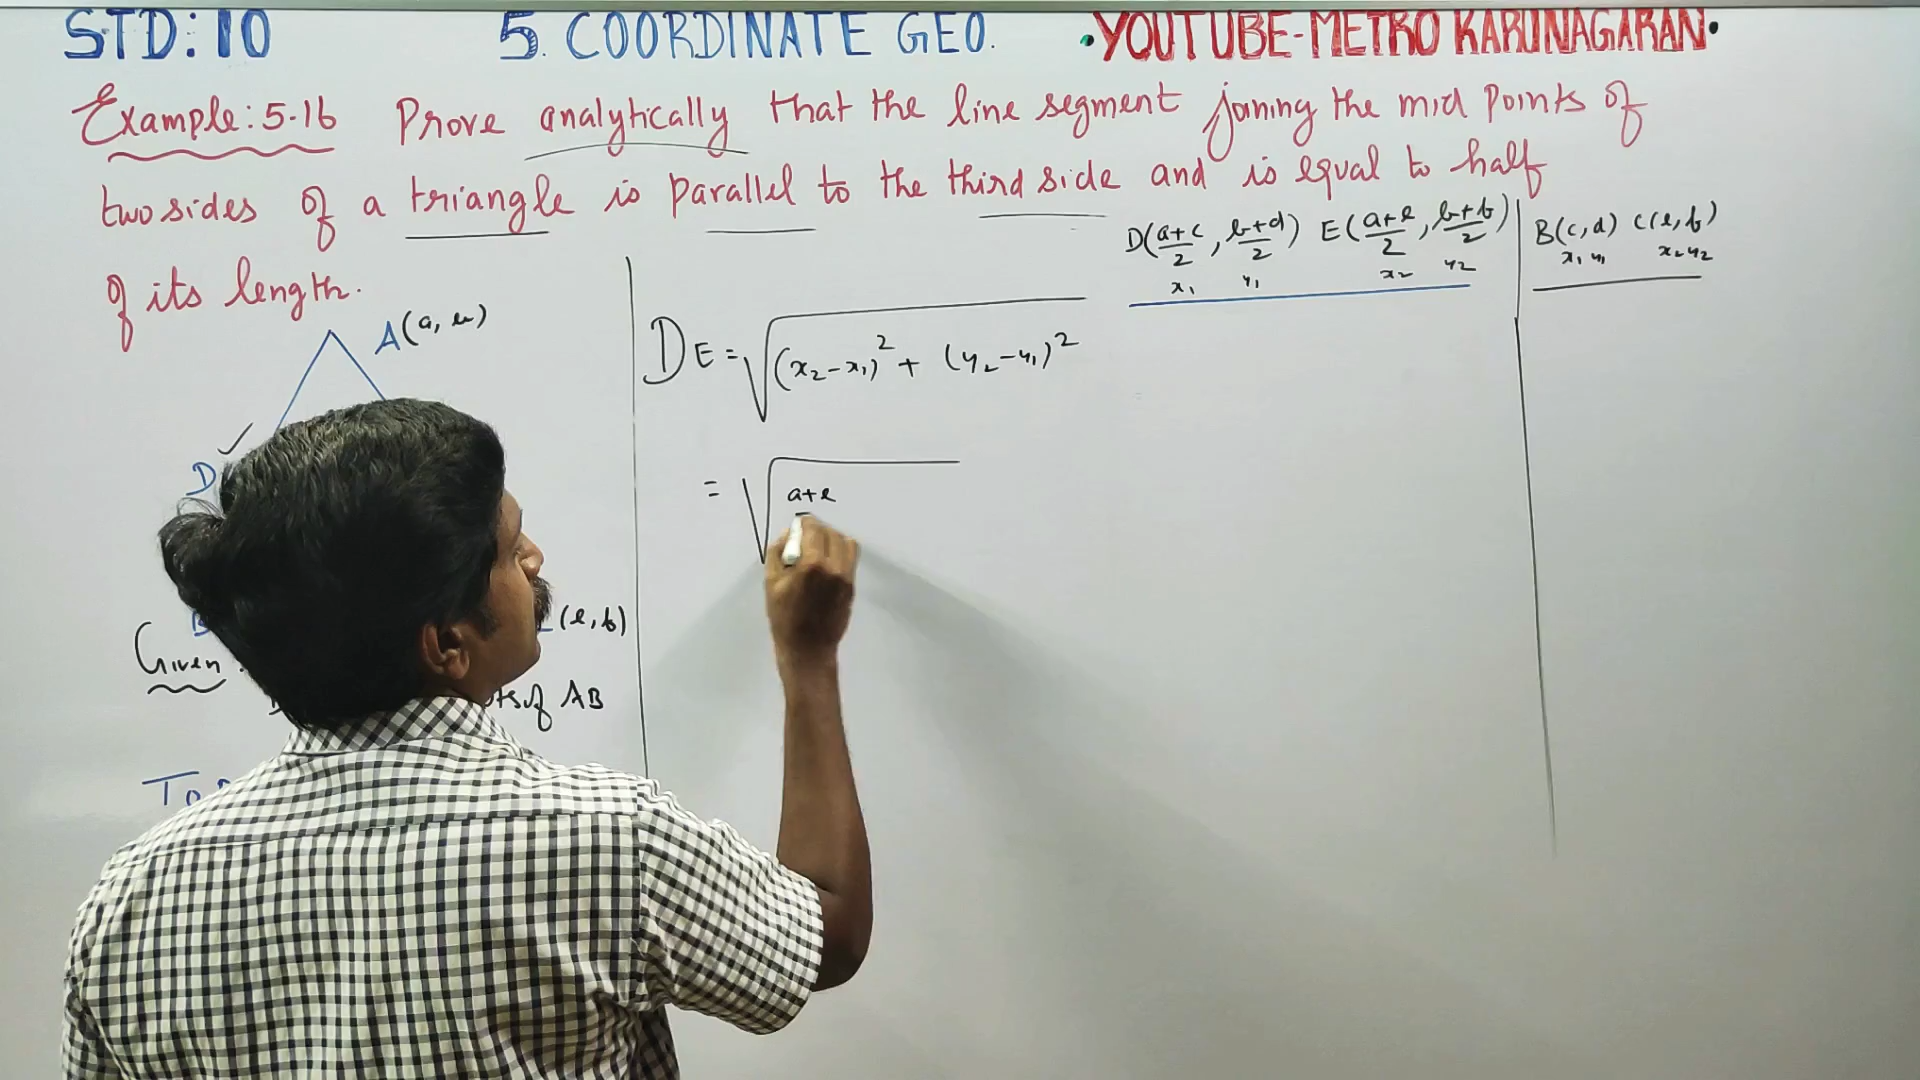 STD: 10 5. COORDINATE GEO. •YOUTUBE-METRO KARUNAGARAN•
Example: 5.16 Prove analytically that the line segment joining the mid points of
two sides of a triangle is parallel to the third side and is equal to half
of its length.
D(a+c/2, b+d/2) E(a+e/2, b+f/2)
x₁ y₁ x₂ y₂
B(c,d) C(e,f)
x₁ y₁ x₂ y₂
A(a, b)
D
B
(e,f)
Given :
of AB
DE = √(x₂-x₁)² + (y₂-y₁)²
= √a+e